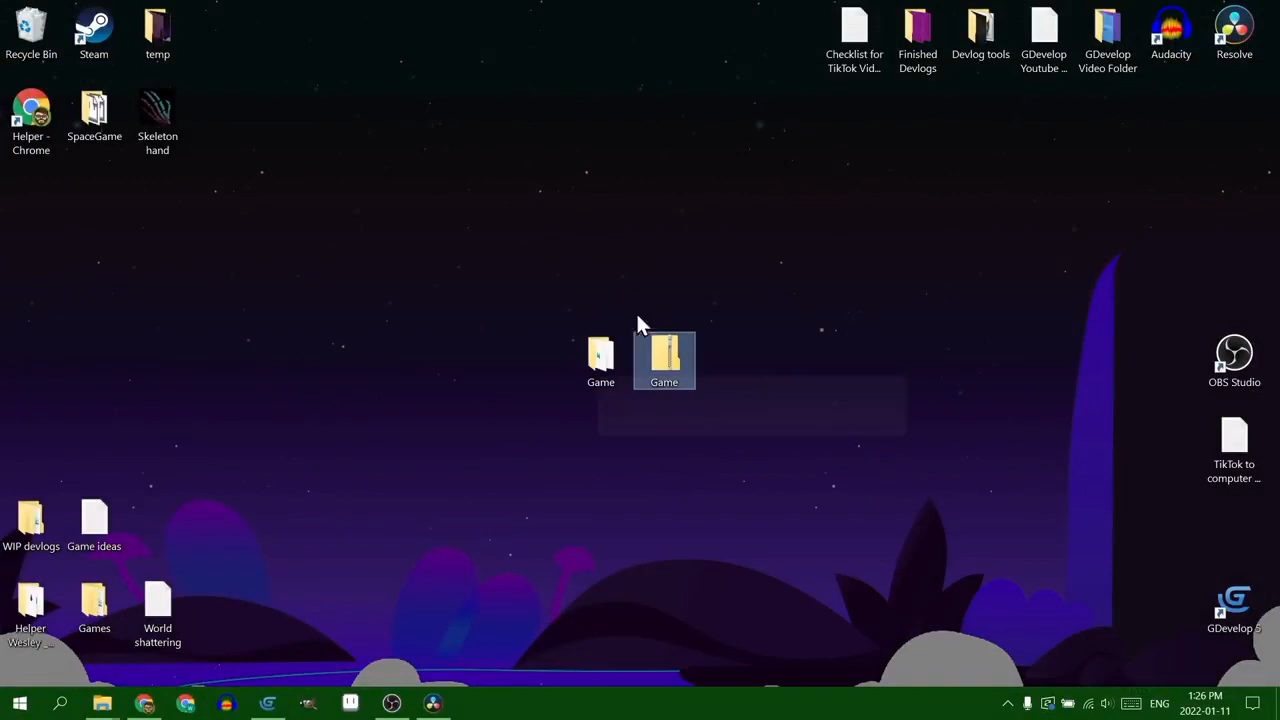 Recycle Bin
Steam
temp
Checklist for
TikTok Vid...
Finished
Devlogs
Devlog tools
GDevelop
Youtube ...
GDevelop
Video Folder
Audacity
Resolve
Helper -
Chrome
SpaceGame
Skeleton
hand
Game
Game
OBS Studio
TikTok to
computer ...
WIP devlogs
Game ideas
Helper
Wesley _...
Games
World
shattering
GDevelop 5
ENG
1:26 PM
2022-01-11